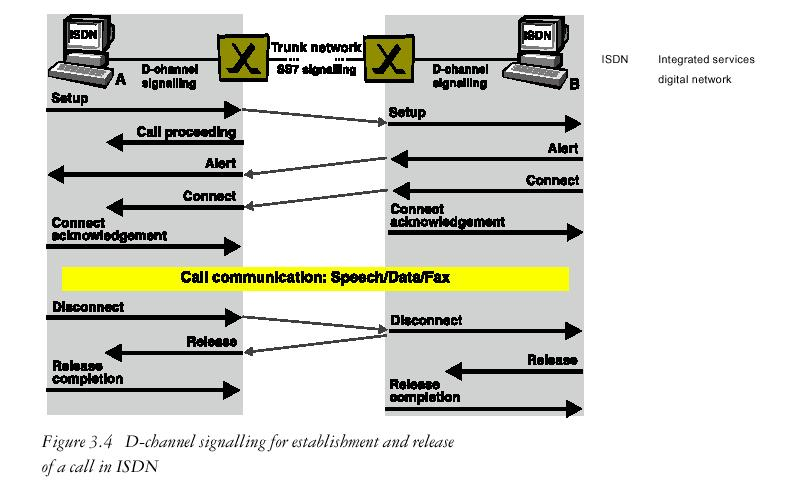 ISDN
ISDN
Trunk network
SS7 signalling
D-channel
signalling
D-channel
signalling
A
B
ISDN Integrated services
digital network
Setup
Setup
Call proceeding
Alert
Alert
Connect
Connect
Connect
acknowledgement
Connect
acknowledgement
Call communication: Speech/Data/Fax
Disconnect
Disconnect
Release
Release
Release
completion
Release
completion
Figure 3.4 D-channel signalling for establishment and release
of a call in ISDN